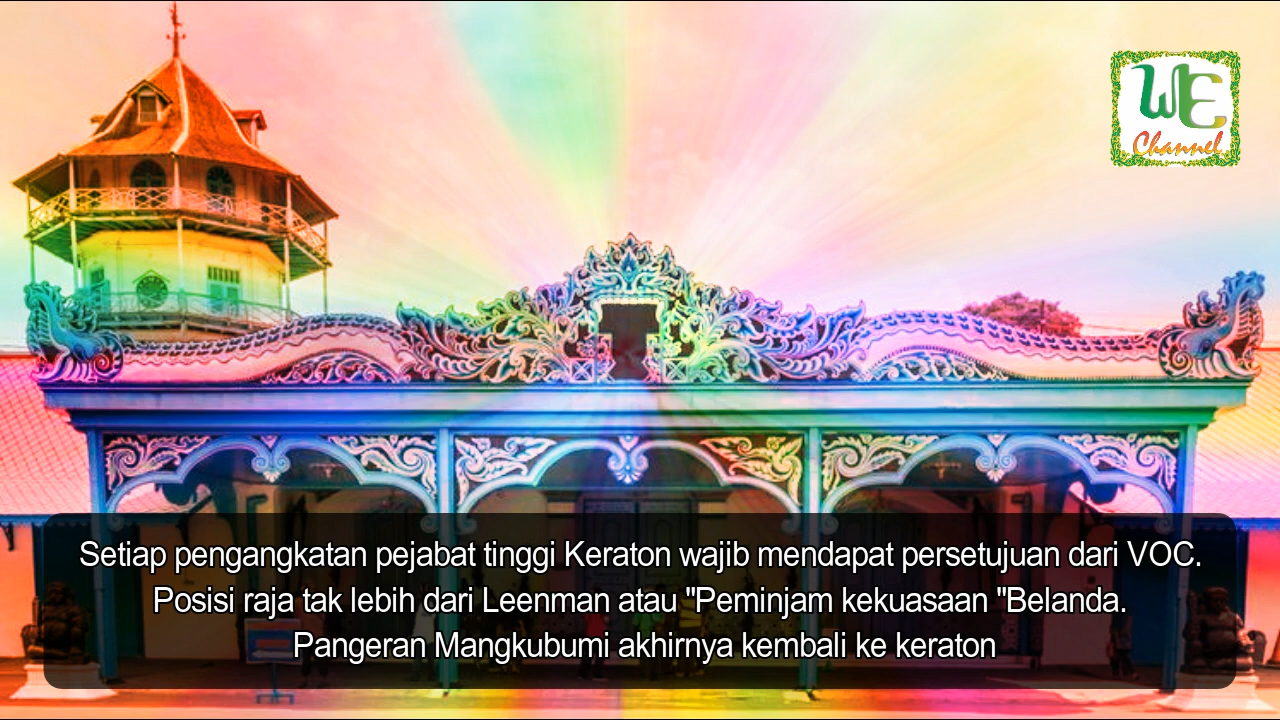 WE
Channel
Setiap pengangkatan pejabat tinggi Keraton wajib mendapat persetujuan dari VOC.
Posisi raja tak lebih dari Leenman atau "Peminjam kekuasaan "Belanda.
Pangeran Mangkubumi akhirnya kembali ke keraton